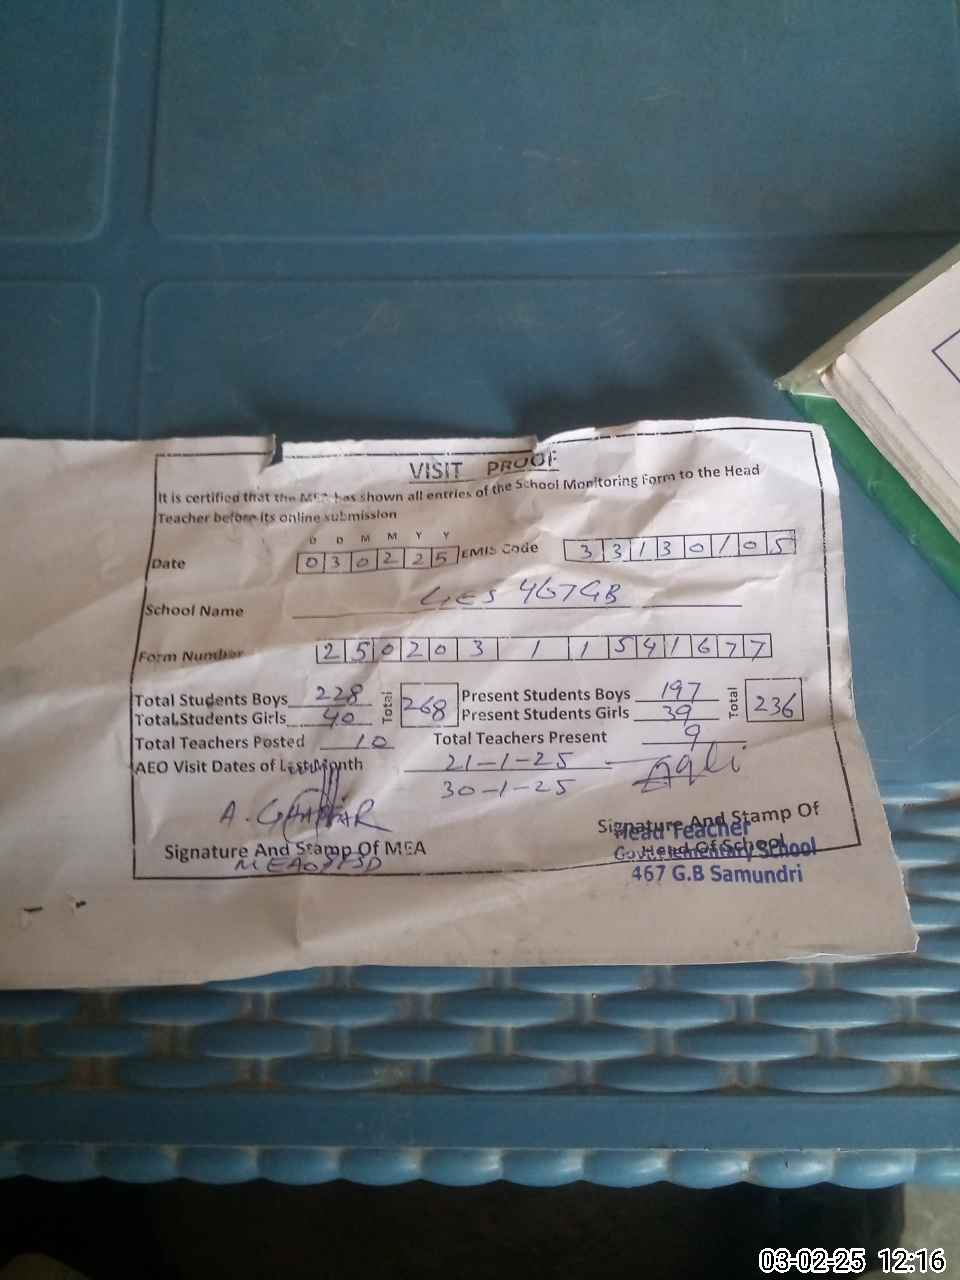 VISIT PROOF
It is certified that the MEA has shown all entries of the School Monitoring Form to the Head
Teacher before its online submission
D D M M Y Y
Date 0 3 0 2 2 5 EMIS Code 3 3 1 3 0 1 0 5
School Name GES 467 GB
Form Number 2 5 0 2 0 3 1 1 5 4 1 6 7 7
Total Students Boys 228 Total 268 Present Students Boys 197 Total 236
Total Students Girls 40 Present Students Girls 39
Total Teachers Posted 10 Total Teachers Present 9
AEO Visit Dates of Last Month 21-1-25
30-1-25
A. GHAFFAR
Signature And Stamp Of MEA
Signature And Stamp Of
Head Of School
Head Teacher
Govt. Elementary School
467 G.B Samundri
03-02-25 12:16